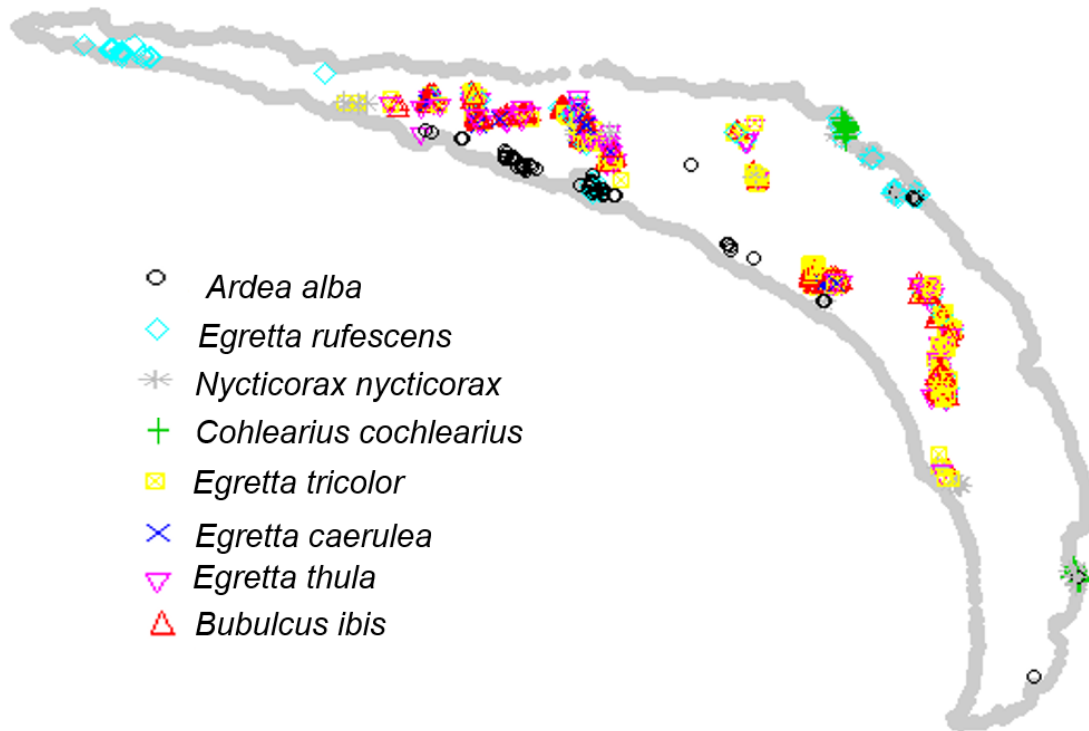 Ardea alba
Egretta rufescens
Nycticorax nycticorax
Cohlearius cochlearius
Egretta tricolor
Egretta caerulea
Egretta thula
Bubulcus ibis